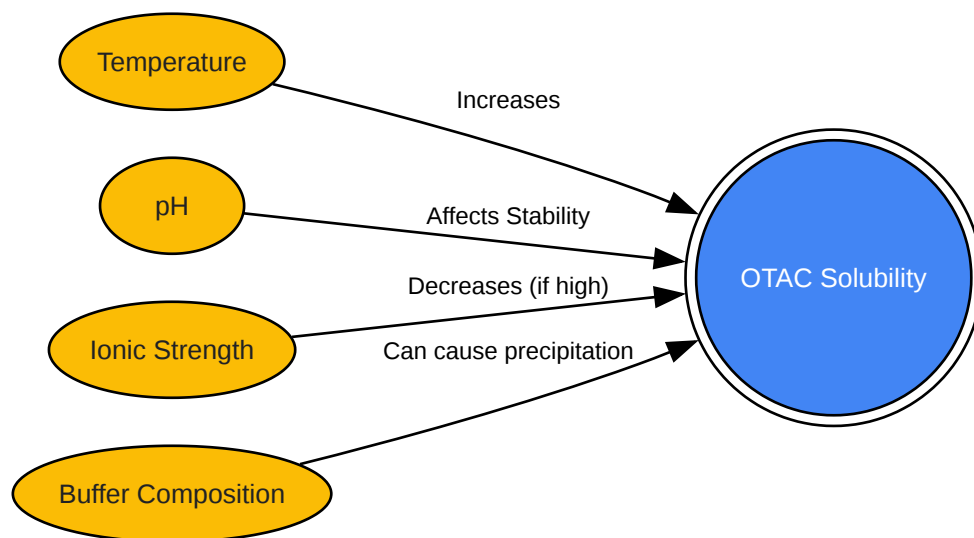 Temperature
Increases
pH
Affects Stability
OTAC Solubility
Decreases (if high)
Ionic Strength
Can cause precipitation
Buffer Composition